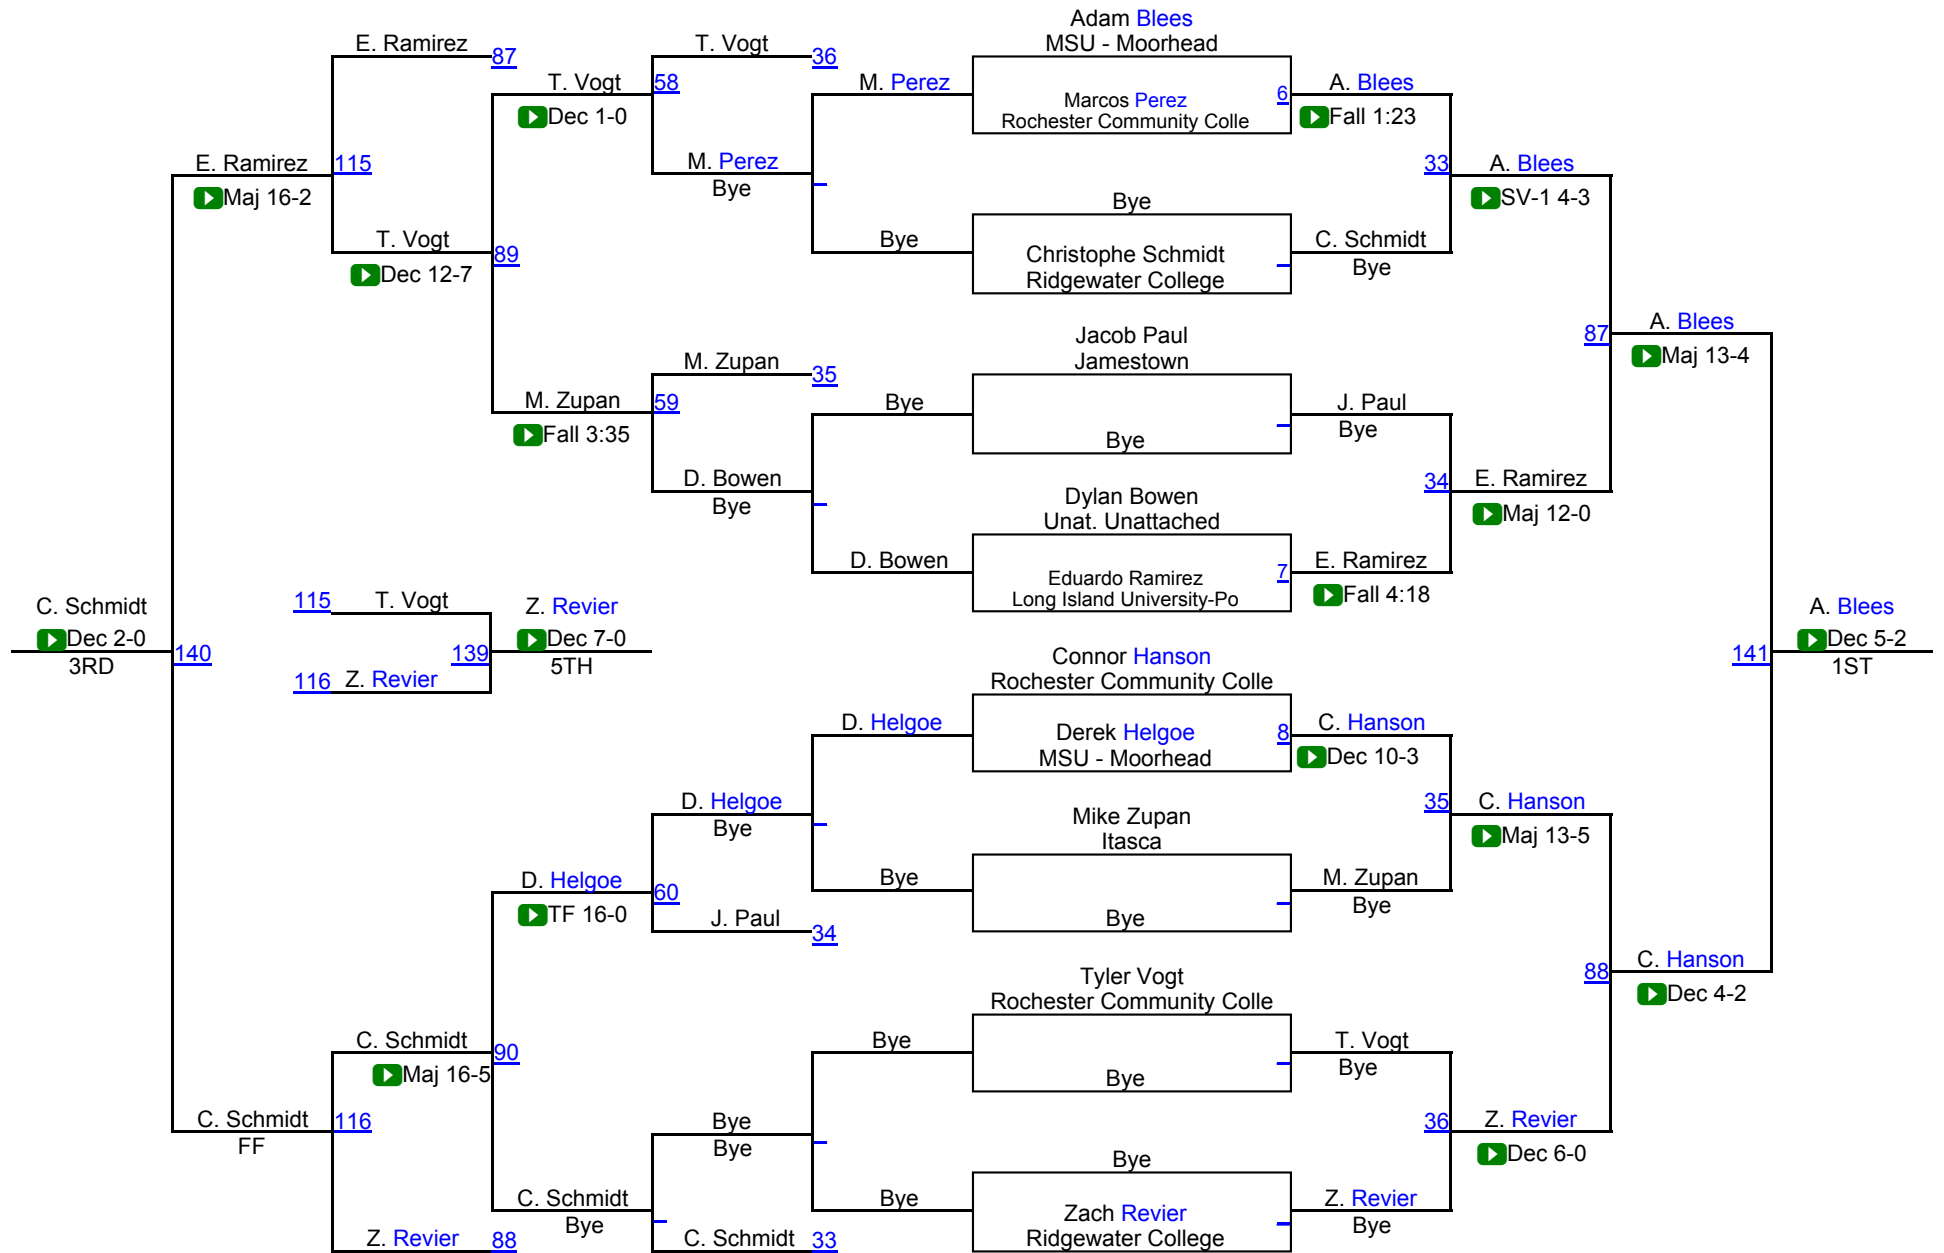 Adam Blees
E. Ramirez
T. Vogt
MSU - Moorhead
87
36
T. Vogt
58
M. Perez
A. Blees
Marcos Perez
6
Rochester Community Colle
Dec 1-0
Fall 1:23
E. Ramirez
115
M. Perez
33
A. Blees
Bye
Maj 16-2
SV-1 4-3
Bye
T. Vogt
Bye
C. Schmidt
89
Christophe Schmidt
Dec 12-7
Bye
Ridgewater College
Jacob Paul
87
A. Blees
M. Zupan
Jamestown
Maj 13-4
35
M. Zupan
59
Bye
J. Paul
Fall 3:35
Bye
Bye
D. Bowen
34
E. Ramirez
Bye
Dylan Bowen
Unat. Unattached
Maj 12-0
D. Bowen
E. Ramirez
Eduardo Ramirez
7
Long Island University-Po
Fall 4:18
C. Schmidt
115
T. Vogt
Z. Revier
A. Blees
Dec 2-0
Dec 7-0
Dec 5-2
140
139
141
3RD
5TH
1ST
116
Z. Revier
Connor Hanson
Rochester Community Colle
D. Helgoe
C. Hanson
Derek Helgoe
8
MSU - Moorhead
Dec 10-3
D. Helgoe
35
C. Hanson
Bye
Mike Zupan
Itasca
Maj 13-5
D. Helgoe
60
Bye
M. Zupan
TF 16-0
J. Paul
Bye
Bye
34
88
C. Hanson
Tyler Vogt
Dec 4-2
Rochester Community Colle
C. Schmidt
90
Bye
T. Vogt
Maj 16-5
Bye
Bye
C. Schmidt
116
Bye
36
Z. Revier
FF
Bye
Bye
Dec 6-0
C. Schmidt
Bye
Z. Revier
Bye
Zach Revier
Bye
Z. Revier
88
C. Schmidt
33
Ridgewater College